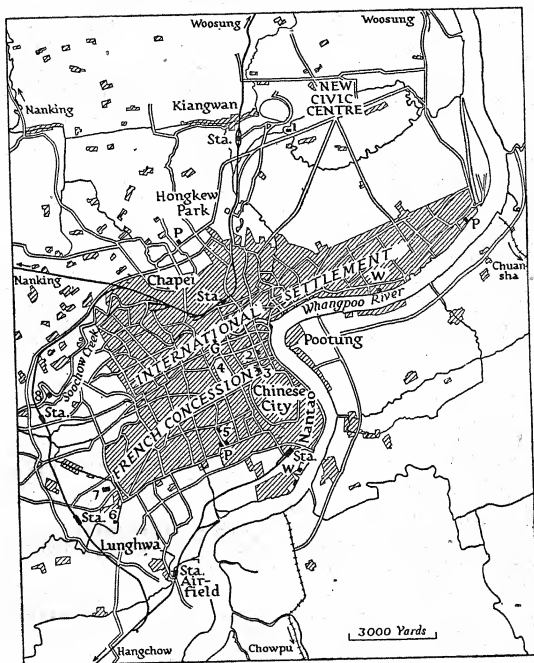 Woosung
Woosung
Nanking
Kiangwan
NEW
CIVIC
CENTRE
Sta.
Hongkew
Park
P
P
Nanking
Chapei
Sta.
INTERNATIONAL SETTLEMENT
W
Whangpoo River
Chuan-
sha
Pootung
Soochow Creek
G
2
3
4
FRENCH CONCESSION
Chinese
City
Nantao
8
Sta.
5
P
Sta.
W
7
6
Sta.
Lunghwa
Sta.
Air-
field
Hangchow
Chowpu
3000 Yards